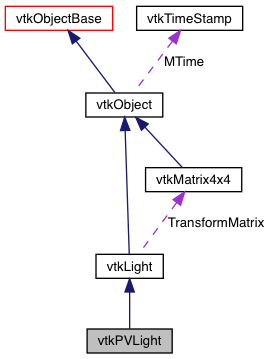 vtkObjectBase
vtkTimeStamp
MTime
vtkObject
vtkMatrix4x4
TransformMatrix
vtkLight
vtkPVLight